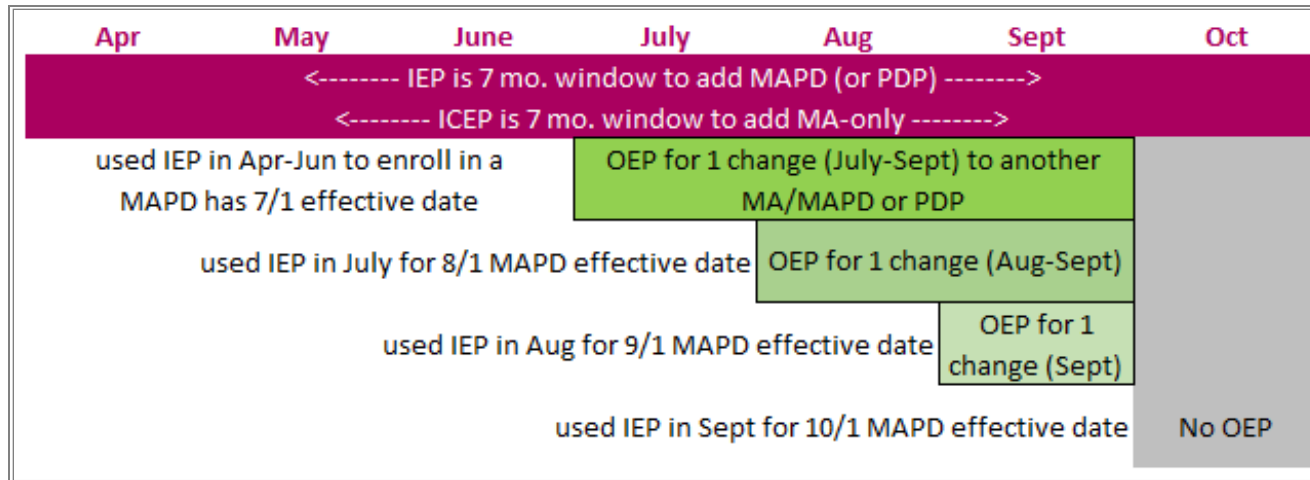 Apr May June July Aug Sept Oct
<-------- IEP is 7 mo. window to add MAPD (or PDP) -------->
<-------- ICEP is 7 mo. window to add MA-only -------->
used IEP in Apr-Jun to enroll in a
MAPD has 7/1 effective date
OEP for 1 change (July-Sept) to another
MA/MAPD or PDP
used IEP in July for 8/1 MAPD effective date
OEP for 1 change (Aug-Sept)
used IEP in Aug for 9/1 MAPD effective date
OEP for 1
change (Sept)
used IEP in Sept for 10/1 MAPD effective date
No OEP